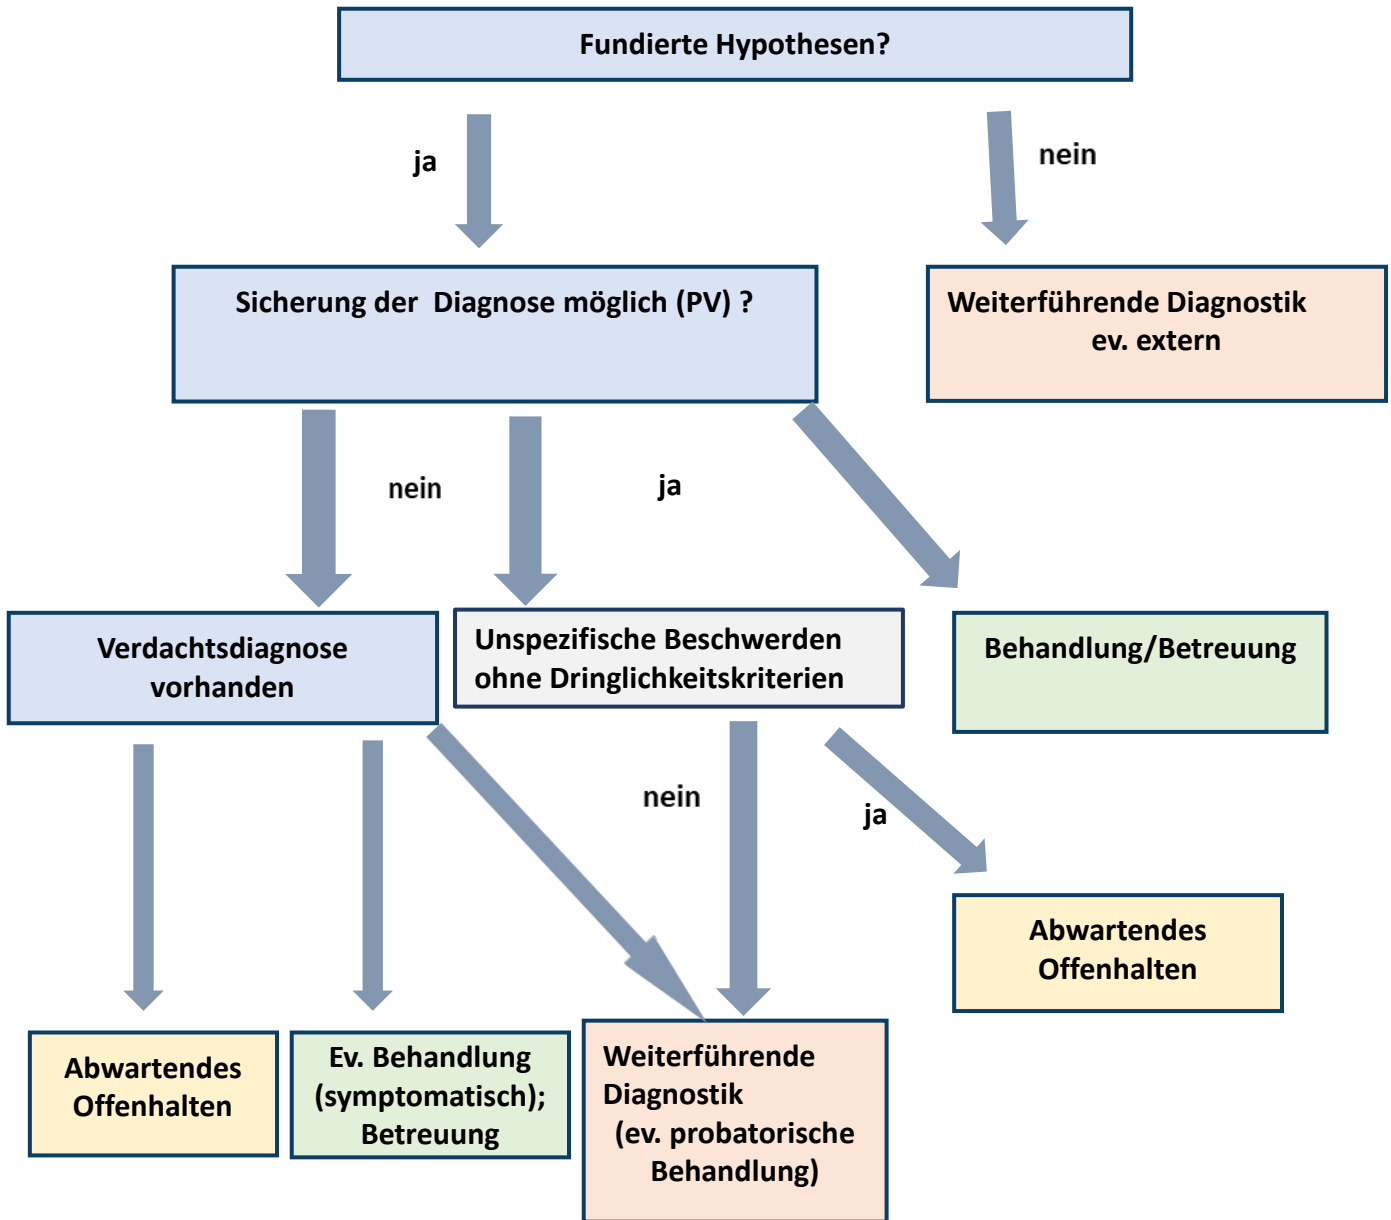 Fundierte Hypothesen?
ja
nein
Sicherung der Diagnose möglich (PV) ?
Weiterführende Diagnostik
ev. extern
nein
ja
Verdachtsdiagnose
vorhanden
Unspezifische Beschwerden
ohne Dringlichkeitskriterien
Behandlung/Betreuung
nein
ja
Abwartendes
Offenhalten
Abwartendes
Offenhalten
Ev. Behandlung
(symptomatisch);
Betreuung
Weiterführende
Diagnostik
(ev. probatorische
Behandlung)